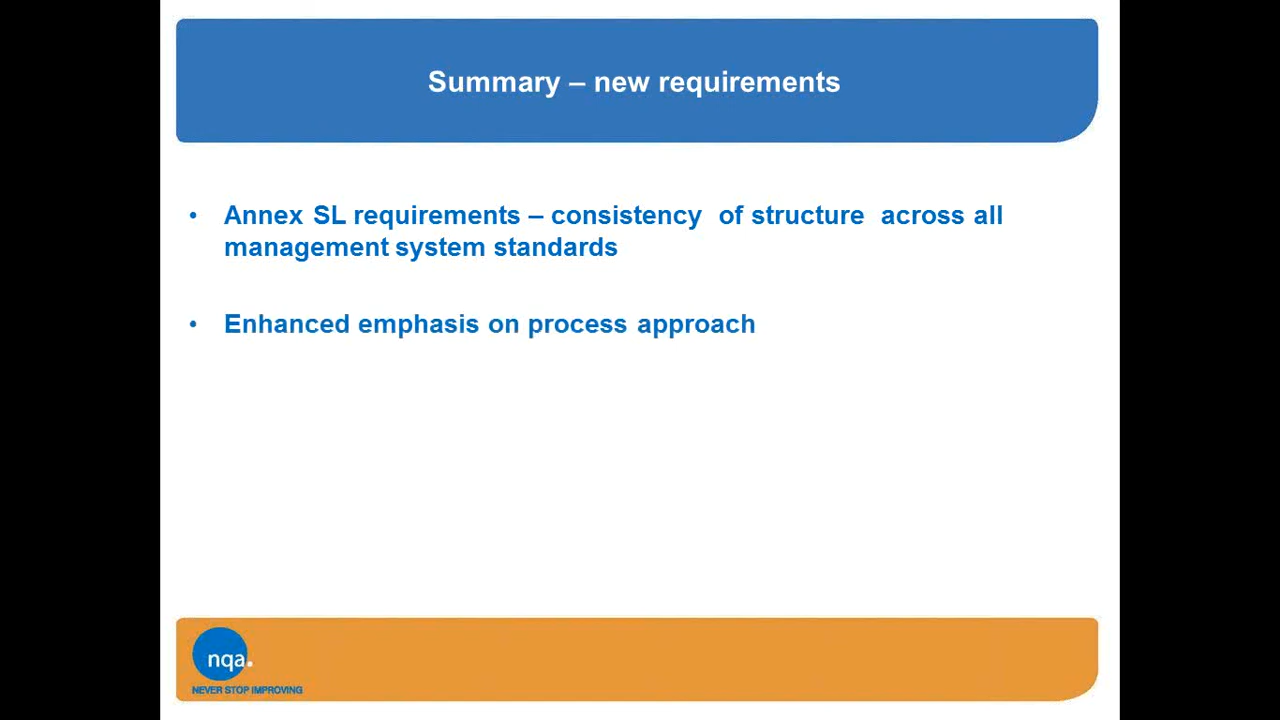 Summary – new requirements
• Annex SL requirements – consistency of structure across all
management system standards
• Enhanced emphasis on process approach
nqa.
NEVER STOP IMPROVING